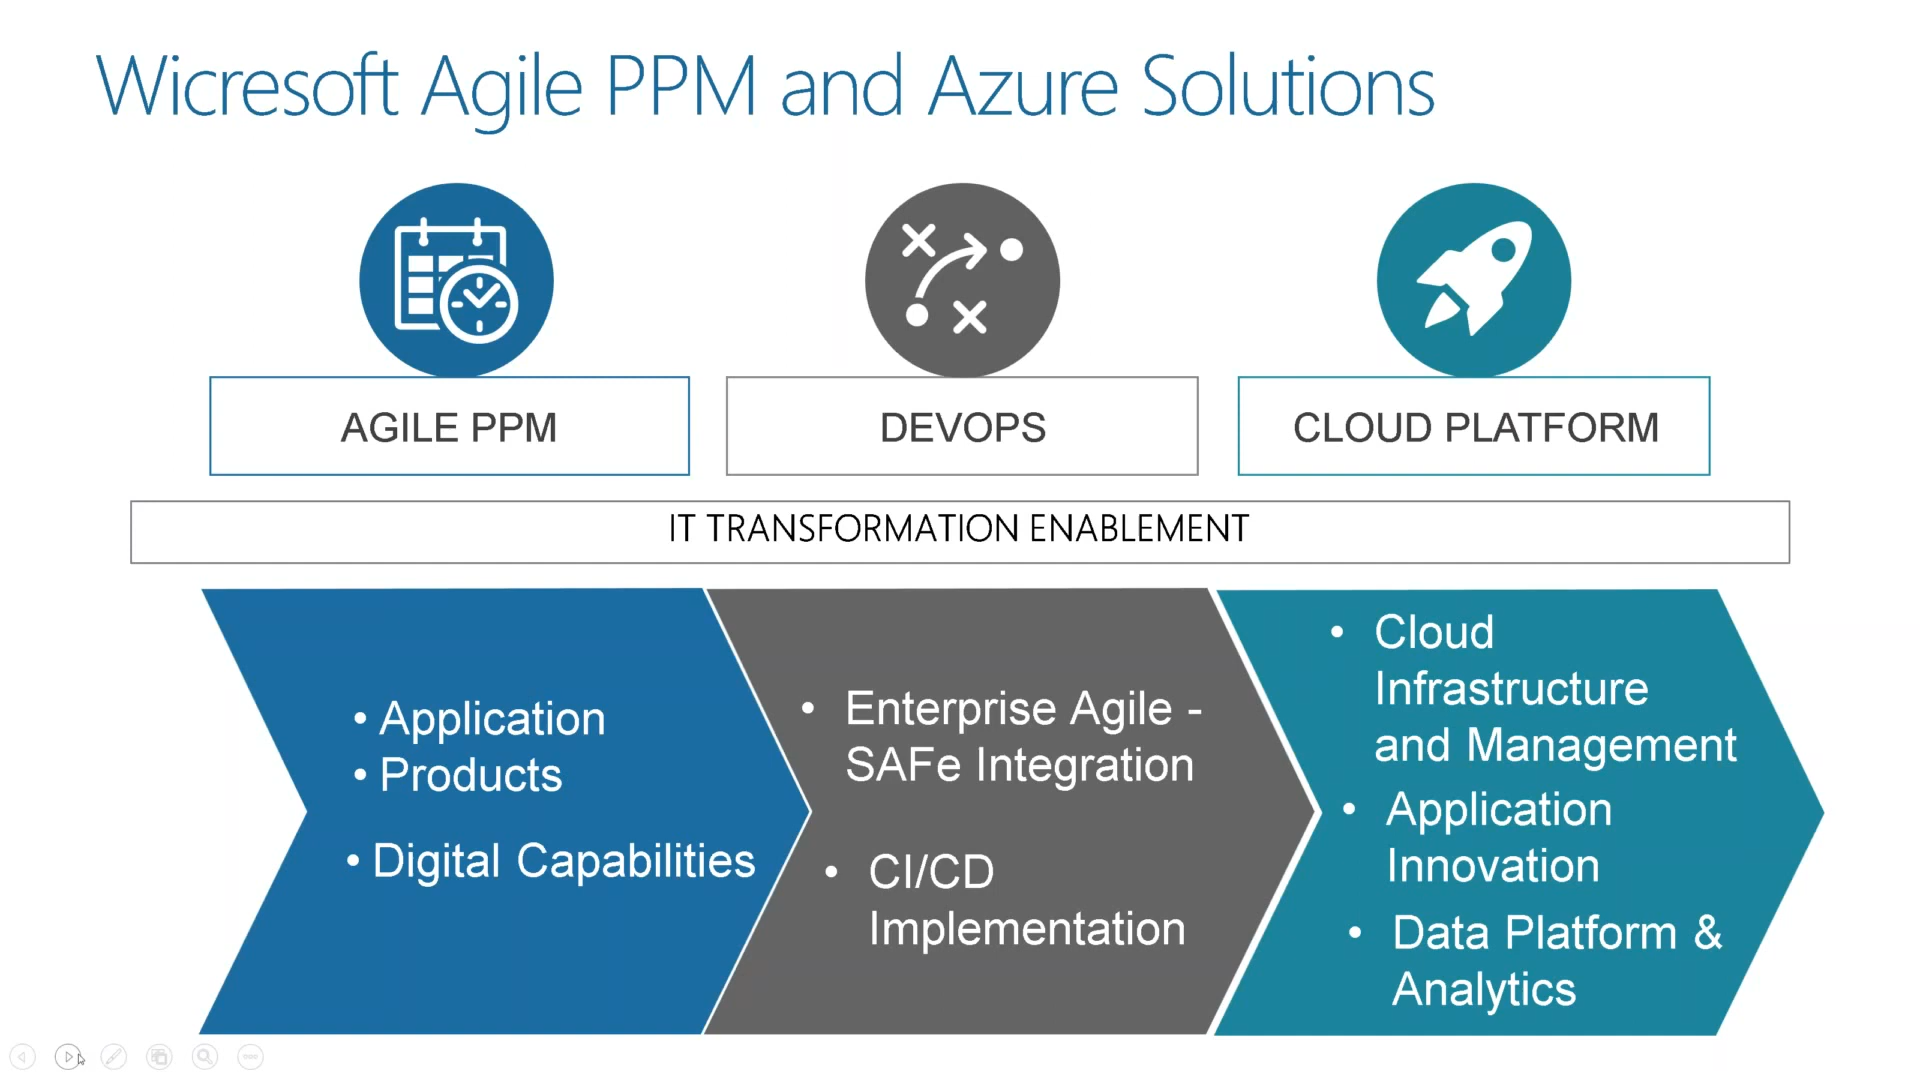 Wicresoft Agile PPM and Azure Solutions
AGILE PPM
DEVOPS
CLOUD PLATFORM
IT TRANSFORMATION ENABLEMENT
• Application
• Products
• Digital Capabilities
• Enterprise Agile -
SAFe Integration
• CI/CD
Implementation
• Cloud
Infrastructure
and Management
• Application
Innovation
• Data Platform &
Analytics